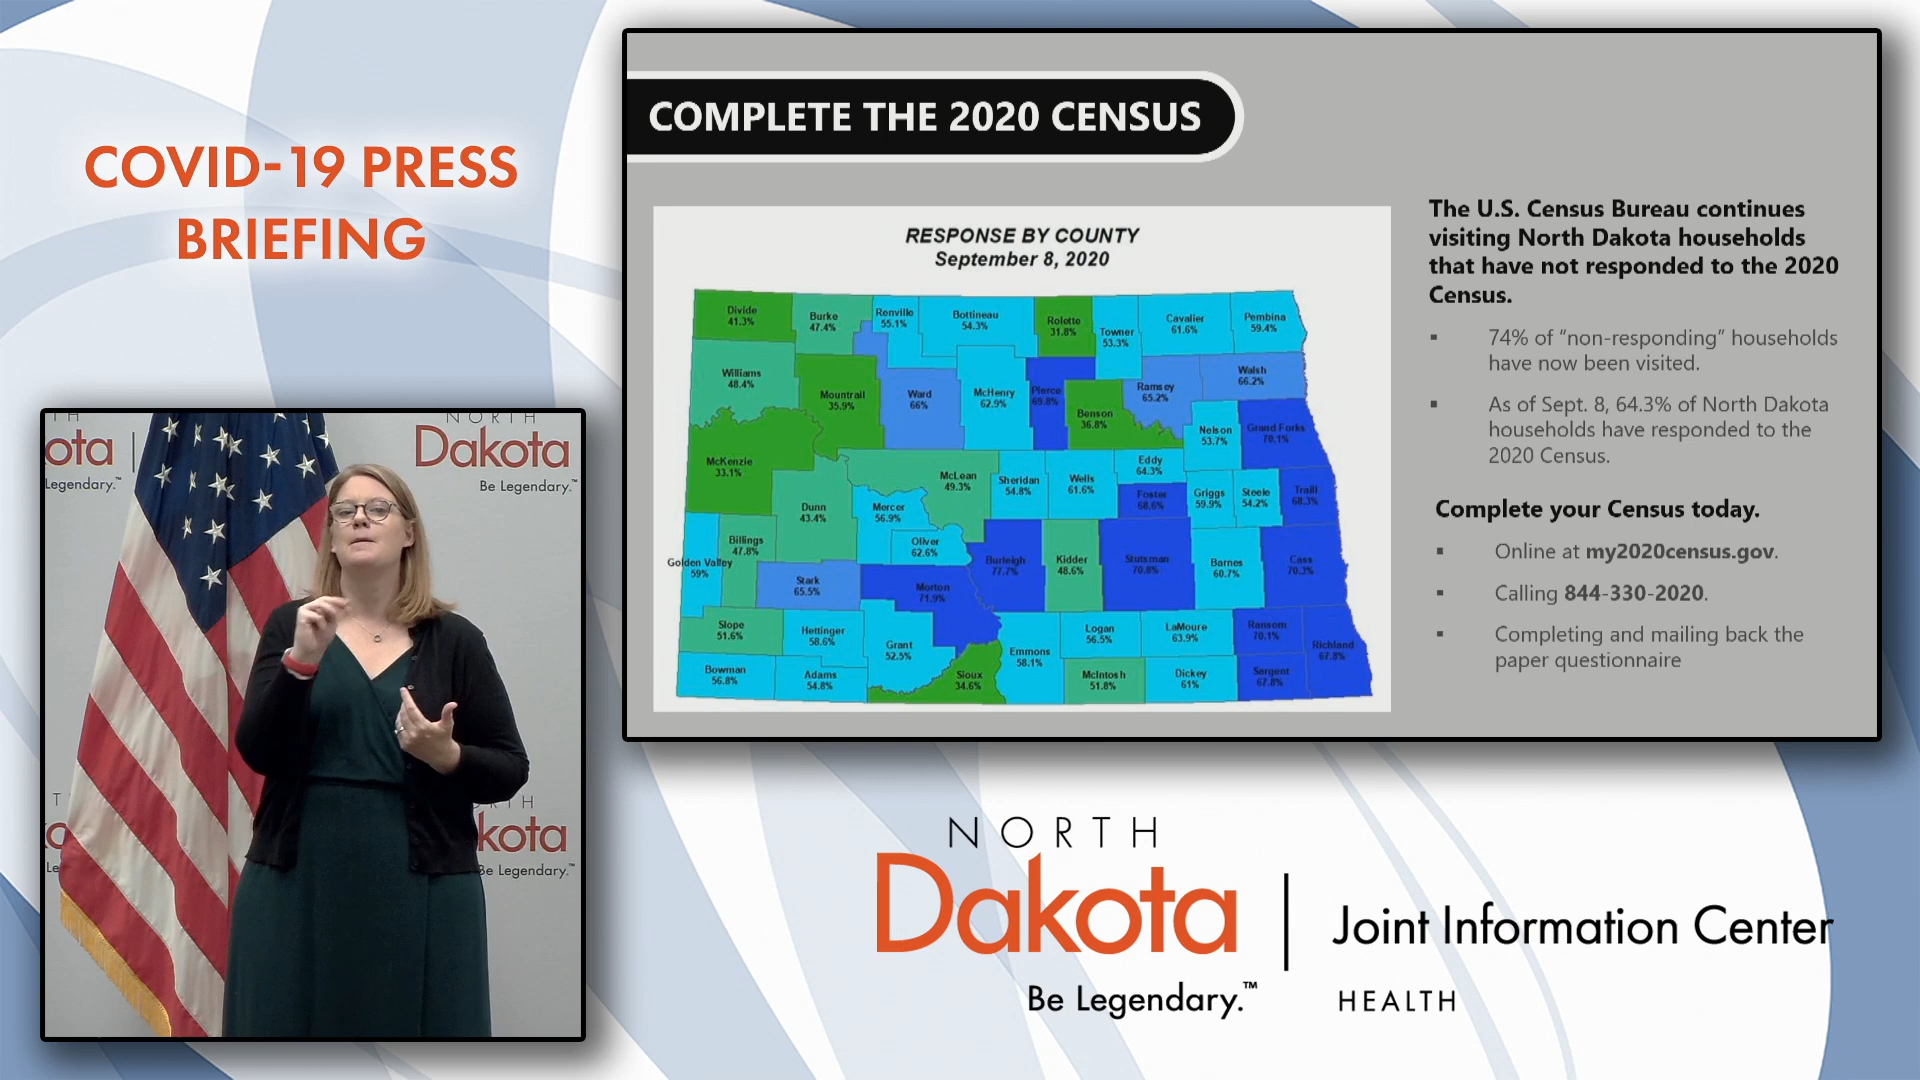 COVID-19 PRESS
BRIEFING
COMPLETE THE 2020 CENSUS
RESPONSE BY COUNTY
September 8, 2020
Divide
41.3%
Burke
47.4%
Renville
55.1%
Bottineau
54.3%
Rolette
31.8%
Towner
53.3%
Cavalier
61.6%
Pembina
59.4%
Williams
48.4%
Mountrail
35.9%
Ward
66%
McHenry
62.9%
Pierce
69.8%
Benson
36.8%
Ramsey
65.2%
Walsh
66.2%
Nelson
53.7%
Grand Forks
70.1%
McKenzie
33.1%
Dunn
43.4%
McLean
49.3%
Mercer
56.9%
Oliver
62.6%
Sheridan
54.8%
Wells
61.6%
Eddy
64.3%
Foster
68.6%
Griggs
59.9%
Steele
54.2%
Traill
68.3%
Golden Valley
59%
Billings
47.8%
Stark
65.5%
Morton
71.9%
Burleigh
77.7%
Kidder
48.6%
Stutsman
70.8%
Barnes
60.7%
Cass
70.3%
Slope
51.6%
Hettinger
58.6%
Grant
52.5%
Bowman
56.8%
Adams
54.8%
Sioux
34.6%
Emmons
58.1%
Logan
56.5%
McIntosh
51.8%
LaMoure
63.9%
Dickey
61%
Ransom
70.1%
Sargent
67.8%
Richland
67.8%
The U.S. Census Bureau continues
visiting North Dakota households
that have not responded to the 2020
Census.
▪ 74% of “non-responding” households
have now been visited.
▪ As of Sept. 8, 64.3% of North Dakota
households have responded to the
2020 Census.
Complete your Census today.
▪ Online at my2020census.gov.
▪ Calling 844-330-2020.
▪ Completing and mailing back the
paper questionnaire
ota
Legendary.™
NORTH
Dakota
Be Legendary.™
kota
Be Legendary.™
NORTH
Dakota
Be Legendary.™
Joint Information Center
HEALTH